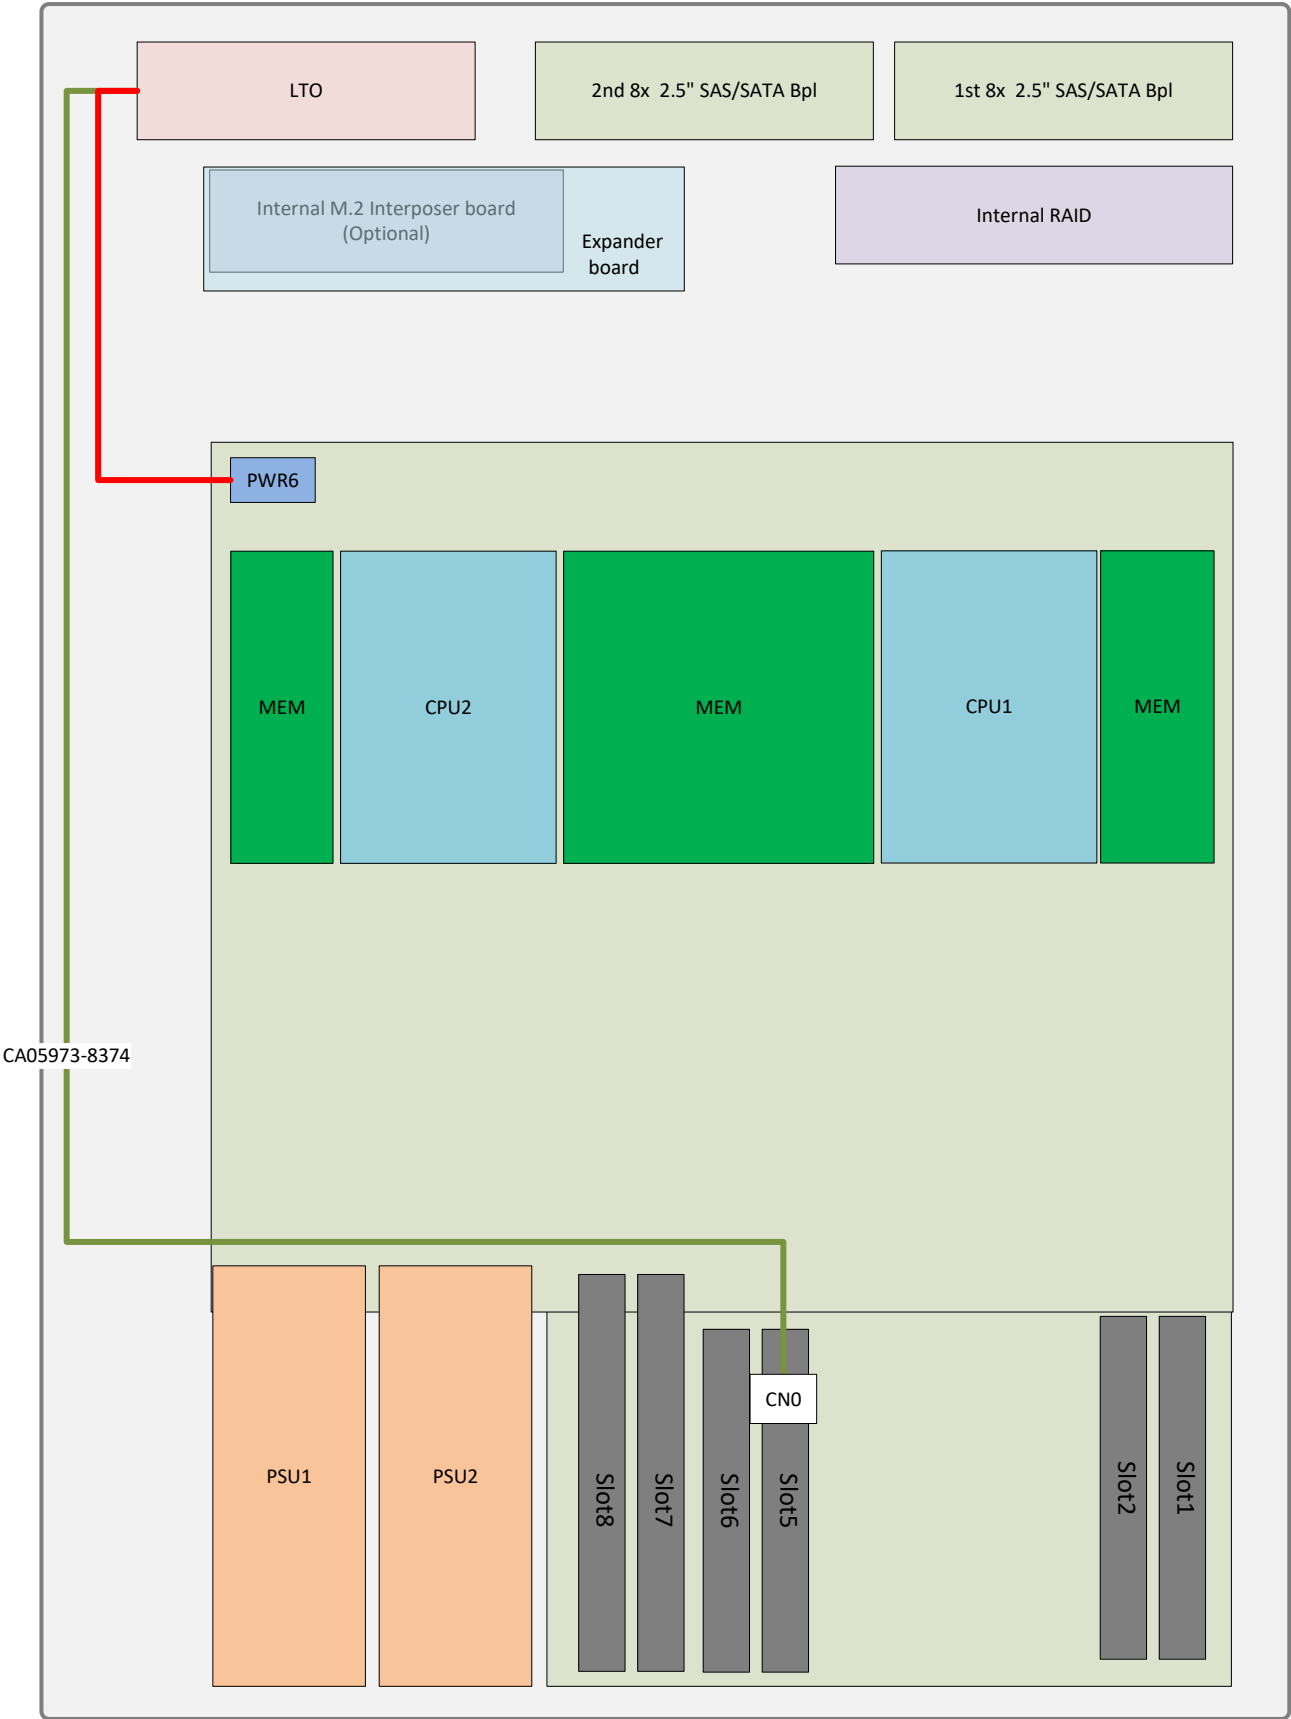 LTO
2nd 8x 2.5" SAS/SATA Bpl
1st 8x 2.5" SAS/SATA Bpl
Internal M.2 Interposer board
(Optional)
Expander
board
Internal RAID
PWR6
MEM
CPU2
MEM
CPU1
MEM
CA05973-8374
CN0
PSU1
PSU2
Slot8
Slot7
Slot6
Slot5
Slot2
Slot1